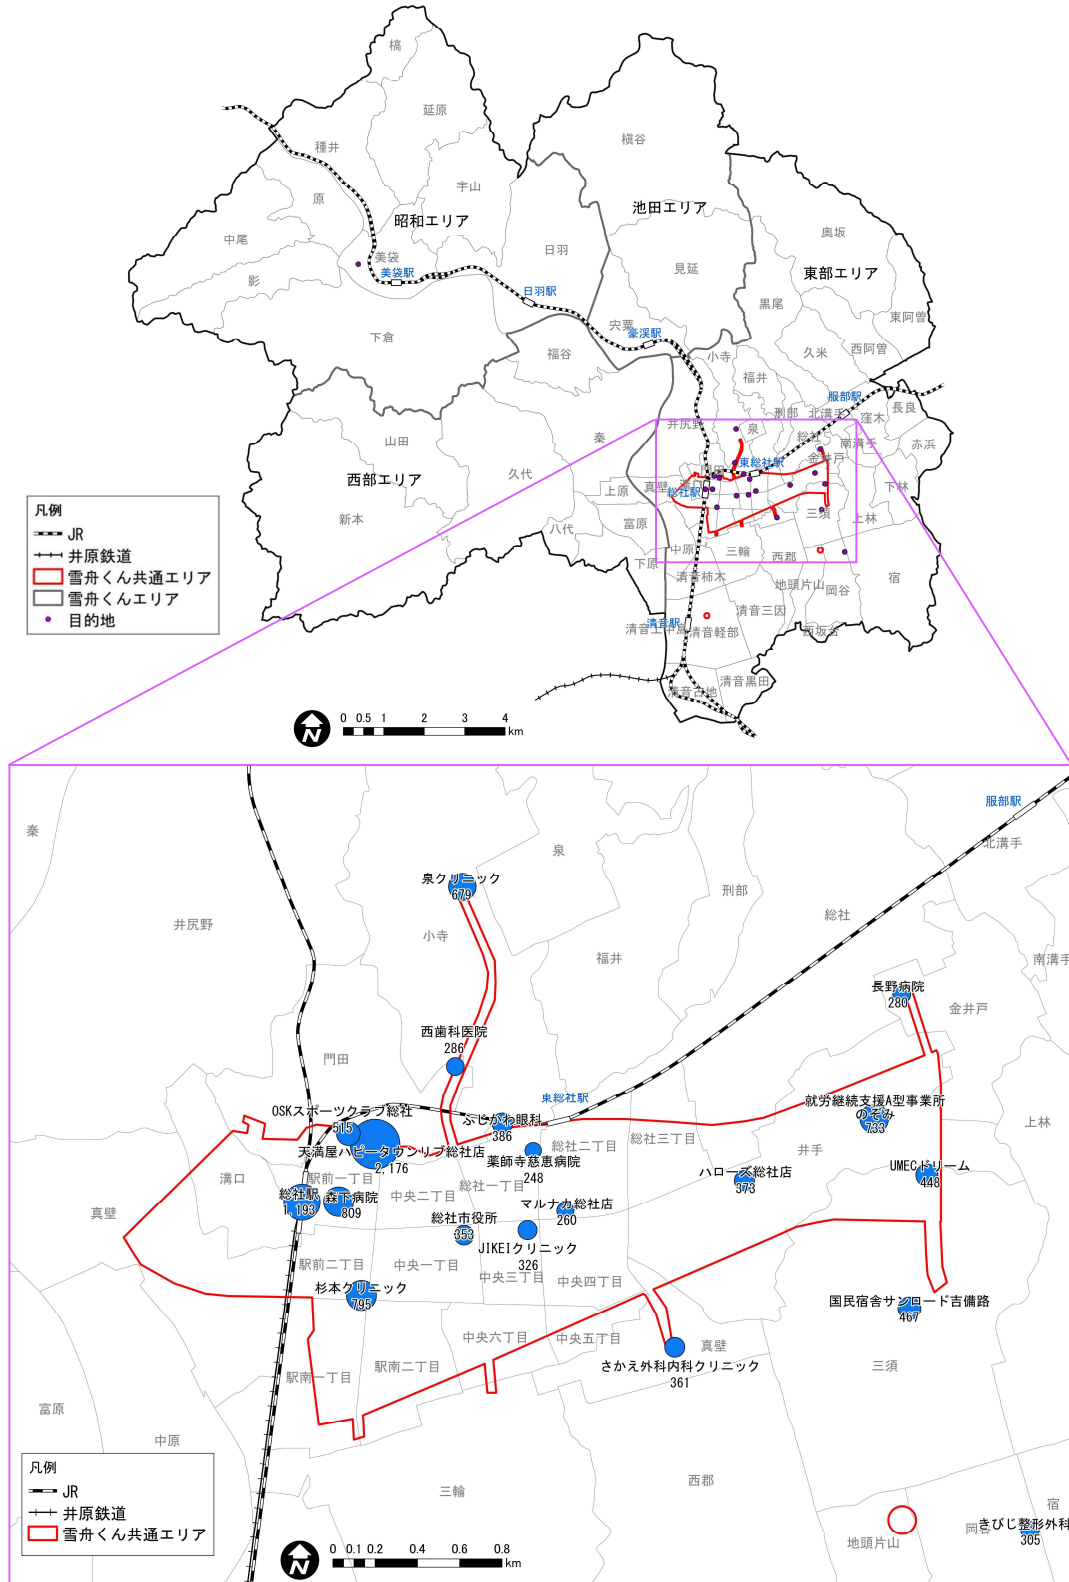 槁
延原
種井
槇谷
宇山
原
昭和エリア
池田エリア
中尾
日羽
奥坂
美袋
美袋駅
見延
東部エリア
影
日羽駅
黒尾
宍粟
東阿曽
豪渓駅
下倉
西阿曽
久米
小寺
福谷
福井
服部駅
長良
刑部
北溝手
窪木
井尻野
泉
秦
総社
南溝手
赤浜
山田
金井戸
東総社駅
門田
西部エリア
久代
真壁
溝口
総社駅
下林
上原
新本
三須
上林
富原
八代
中原
三輪
西郡
下原
清音柿木
地頭片山
岡谷
宿
清音三因
清音駅
清音上中島
清音軽部
西坂台
清音黒田
清音古地
凡例
JR
井原鉄道
雪舟くん共通エリア
雪舟くんエリア
目的地
N
0 0.5 1 2 3 4
km
服部駅
秦
北溝手
泉
泉クリニック
679
刑部
井尻野
小寺
総社
福井
南溝手
長野病院
280
金井戸
西歯科医院
286
門田
東総社駅
就労継続支援A型事業所
のぞみ
733
OSKスポーツクラブ総社
515
ふじかわ眼科
386
上林
総社三丁目
総社二丁目
井手
天満屋ハピータウンリブ総社店
2,176
薬師寺慈恵病院
248
UMECドリーム
448
ハローズ総社店
373
溝口
駅前一丁目
総社一丁目
中央二丁目
総社駅
1,193
森下病院
809
マルナカ総社店
260
真壁
総社市役所
353
JIKEIクリニック
326
駅前二丁目
中央一丁目
中央三丁目
中央四丁目
杉本クリニック
795
国民宿舎サンロード吉備路
467
中央六丁目
中央五丁目
真壁
さかえ外科内科クリニック
361
三須
駅南二丁目
駅南一丁目
富原
中原
西郡
三輪
宿
岡谷
きびじ整形外科
305
地頭片山
凡例
JR
井原鉄道
雪舟くん共通エリア
N
0 0.1 0.2 0.4 0.6 0.8
km